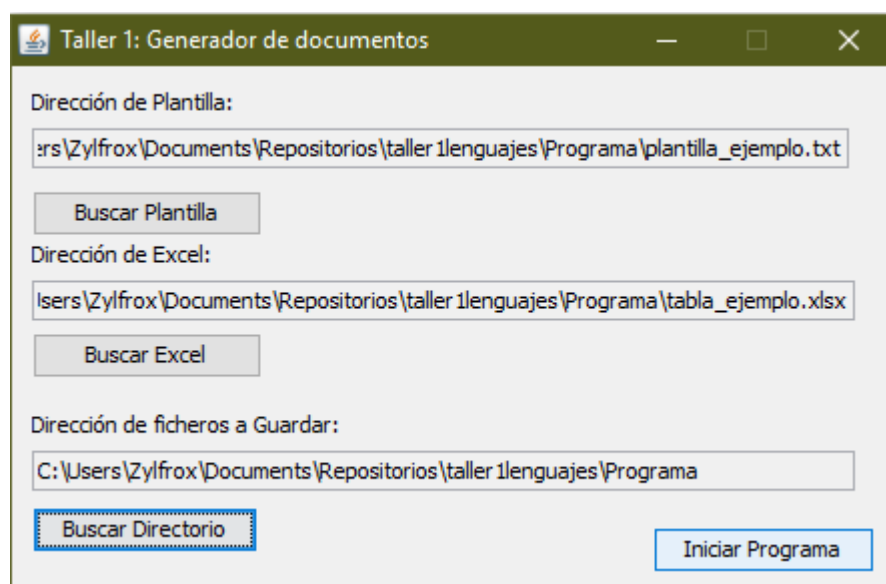 Taller 1: Generador de documentos
Dirección de Plantilla:
ers\Zylfrox\Documents\Repositorios\taller1lenguajes\Programa\plantilla_ejemplo.txt
Buscar Plantilla
Dirección de Excel:
Isers\Zylfrox\Documents\Repositorios\taller1lenguajes\Programa\tabla_ejemplo.xlsx
Buscar Excel
Dirección de ficheros a Guardar:
C:\Users\Zylfrox\Documents\Repositorios\taller1lenguajes\Programa
Buscar Directorio
Iniciar Programa